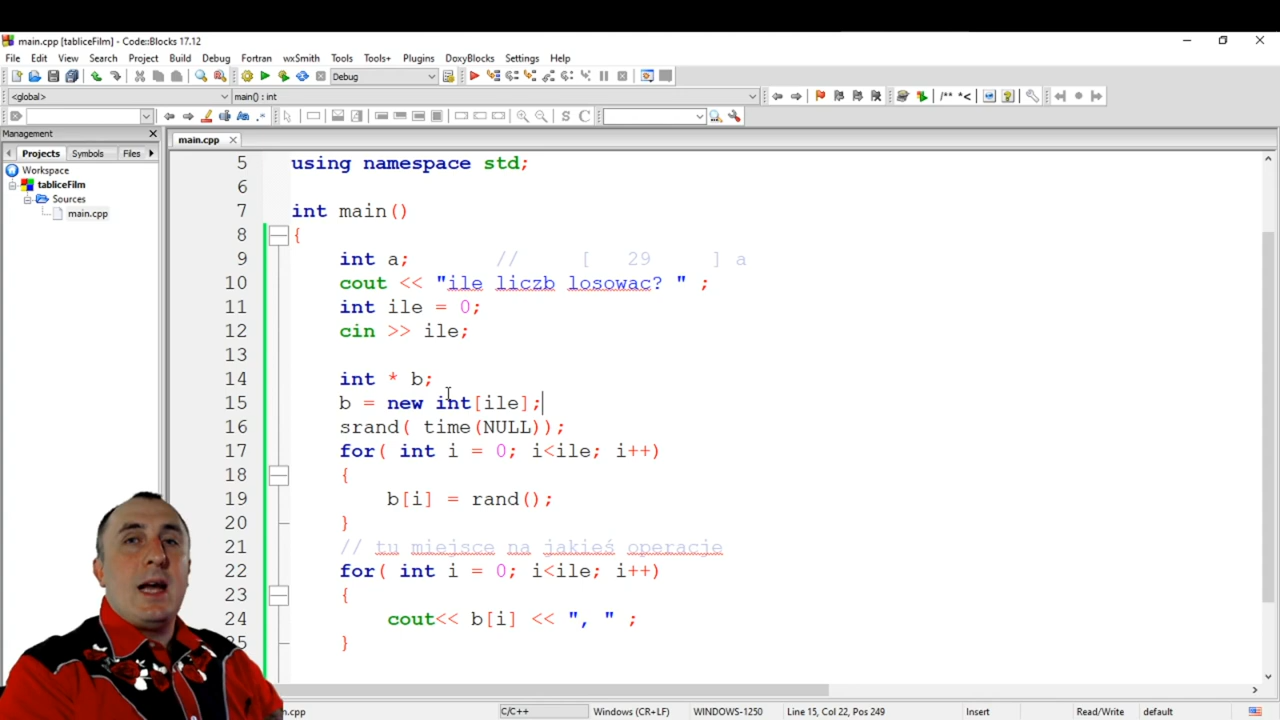 main.cpp [tabliceFilm] - Code::Blocks 17.12
File Edit View Search Project Build Debug Fortran wxSmith Tools Tools+ Plugins DoxyBlocks Settings Help
Debug
<global> main() : int
/** *<
S C
Management
main.cpp
Projects Symbols Files
Workspace
tabliceFilm
Sources
main.cpp
5 using namespace std;
6
7 int main()
8 {
9 int a; // [ 29 ] a
10 cout << "ile liczb losowac? " ;
11 int ile = 0;
12 cin >> ile;
13
14 int * b;
15 b = new int[ile];
16 srand( time(NULL));
17 for( int i = 0; i<ile; i++)
18 {
19 b[i] = rand();
20 }
21 // tu miejsce na jakieś operacje
22 for( int i = 0; i<ile; i++)
23 {
24 cout<< b[i] << ", " ;
25 }
cpp C/C++ Windows (CR+LF) WINDOWS-1250 Line 15, Col 22, Pos 249 Insert Read/Write default